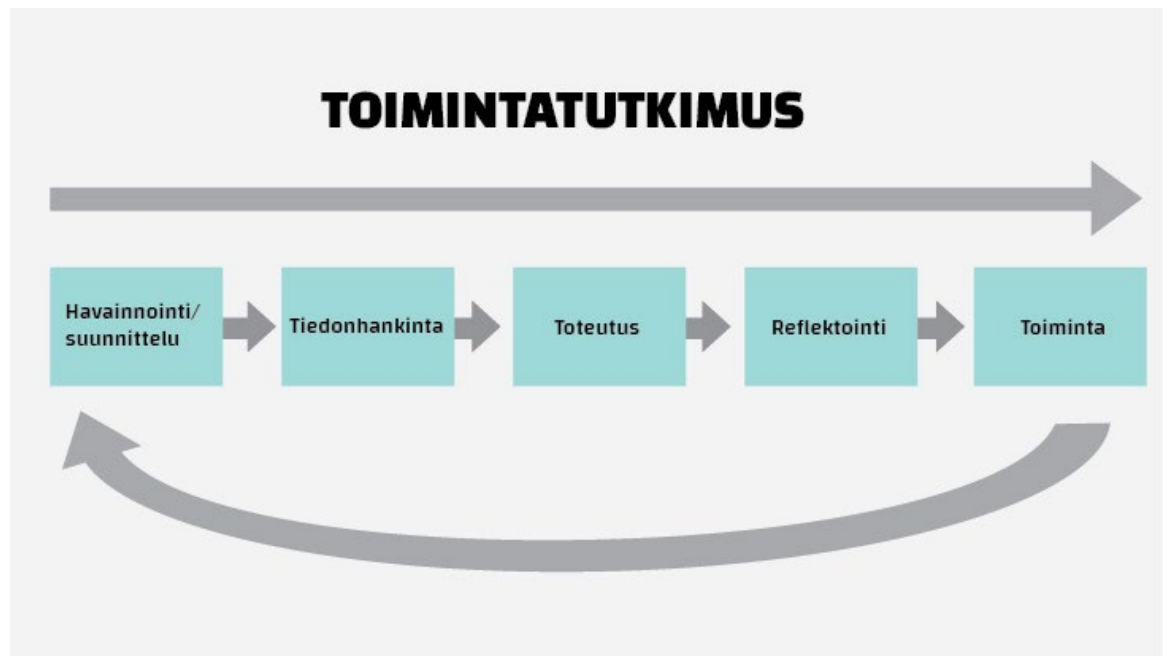 TOIMINTATUTKIMUS
Havainnointi/
suunnittelu
Tiedonhankinta
Toteutus
Reflektointi
Toiminta